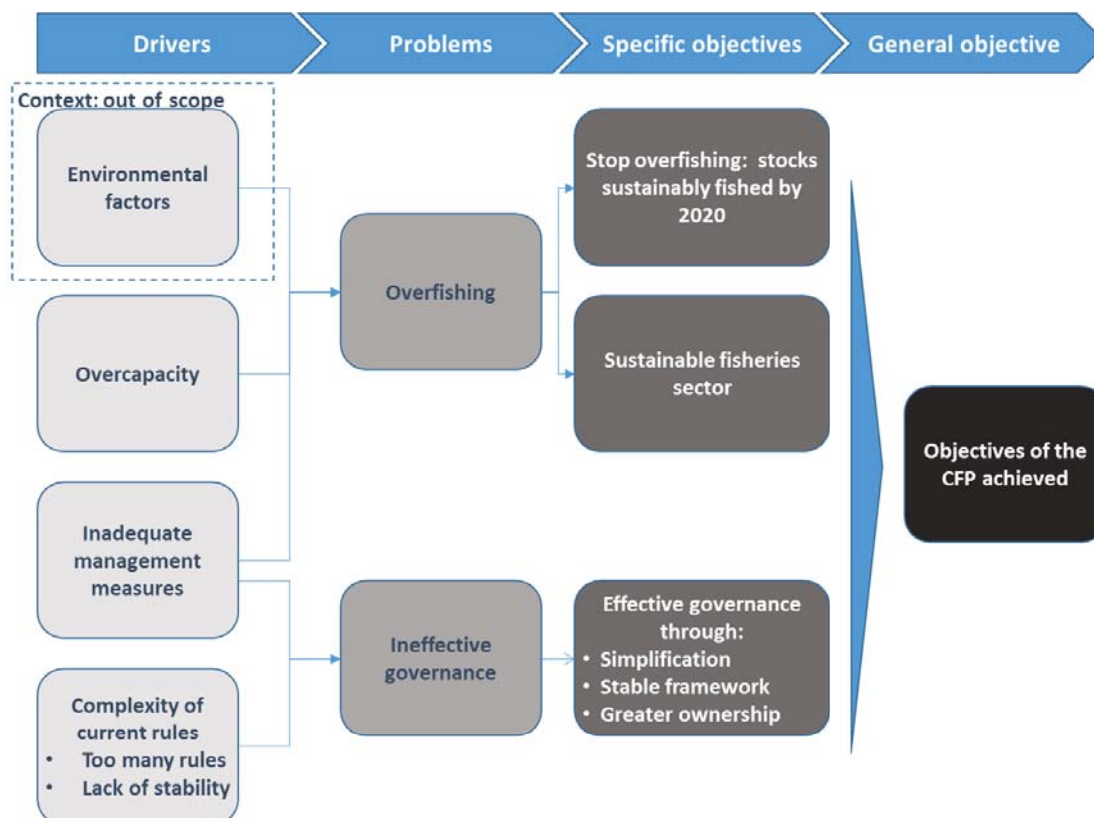 Drivers
Problems
Specific objectives
General objective
Context: out of scope
Environmental
factors
Overcapacity
Inadequate
management
measures
Complexity of
current rules
• Too many rules
• Lack of stability
Overfishing
Ineffective
governance
Stop overfishing: stocks
sustainably fished by
2020
Sustainable fisheries
sector
Effective governance
through:
• Simplification
• Stable framework
• Greater ownership
Objectives of the
CFP achieved